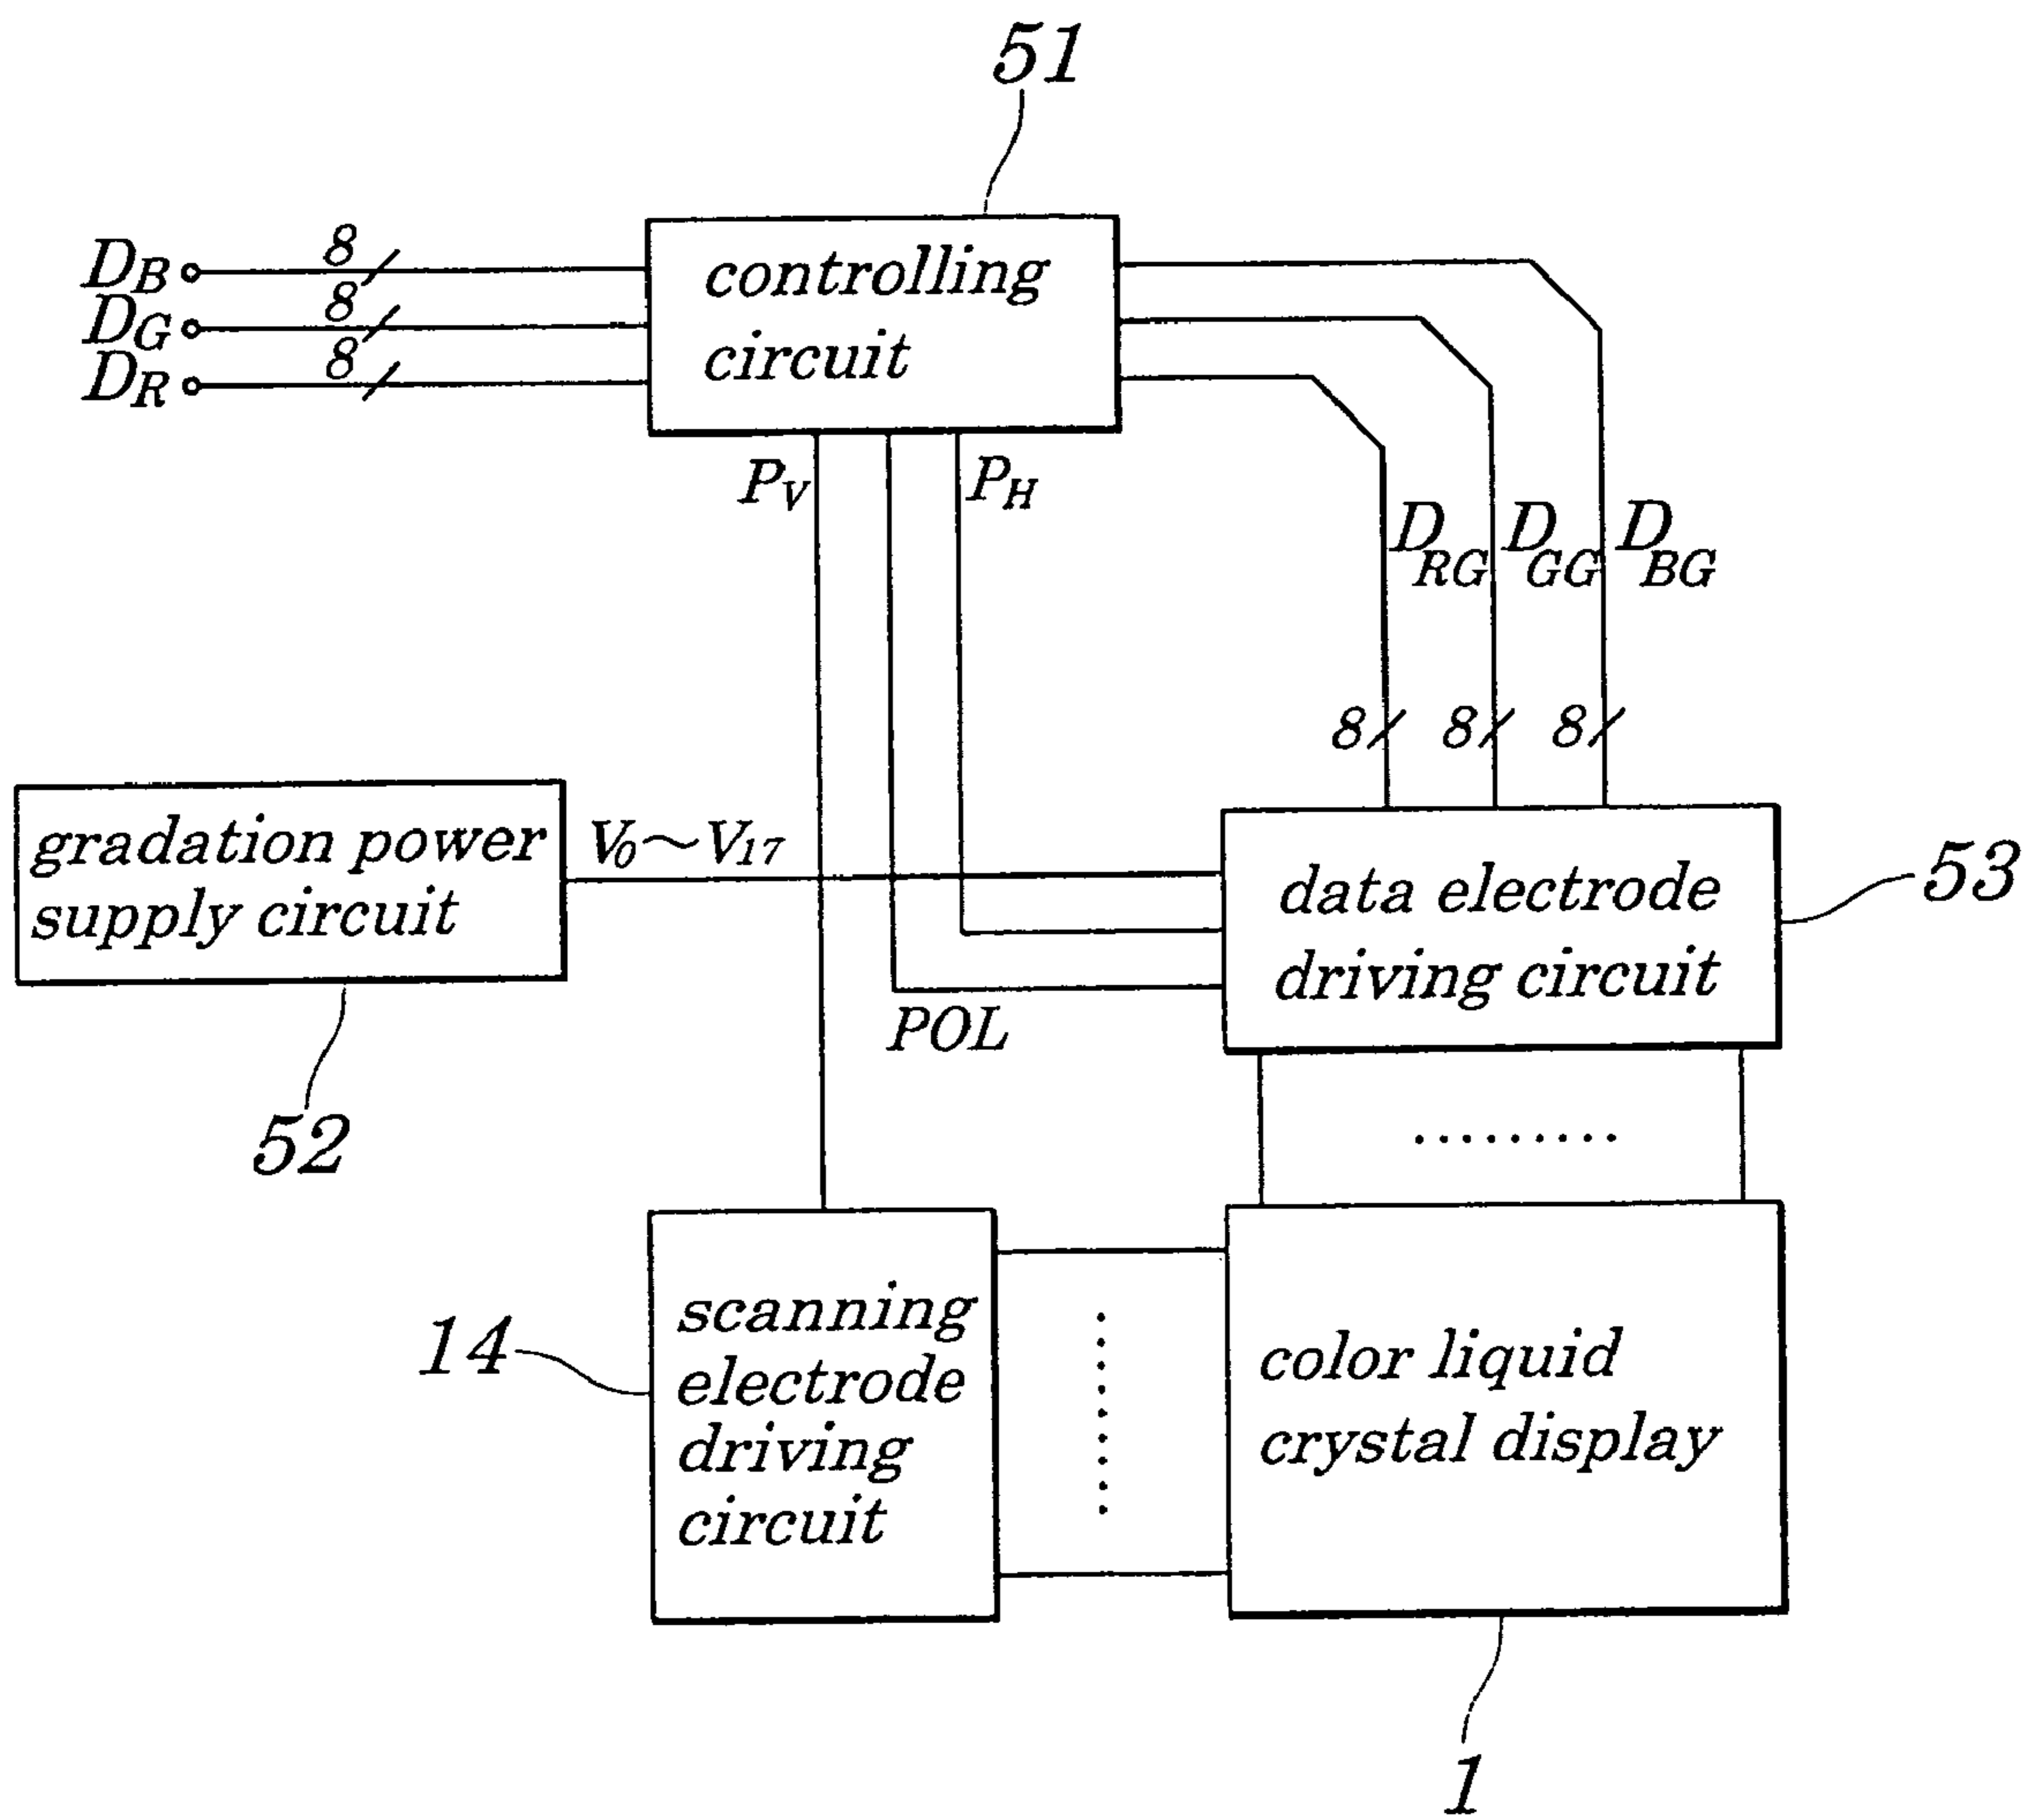 51
DB 8
DG 8
DR 8
controlling
circuit
PV
PH
DRG
DGG
DBG
8
8
8
gradation power
supply circuit
V0~V17
data electrode
driving circuit
53
POL
52
14
scanning
electrode
driving
circuit
color liquid
crystal display
1